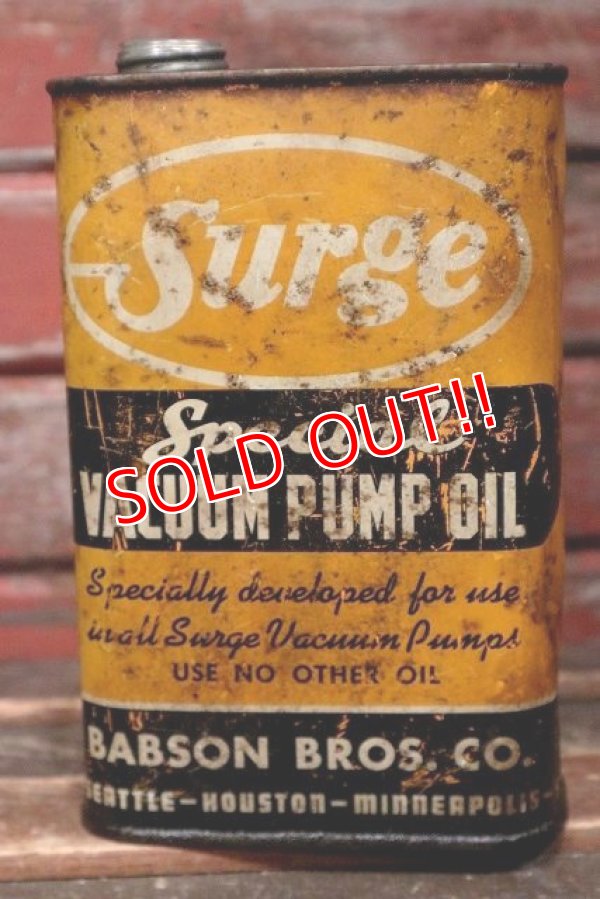 Surge
Special
SOLD OUT!!
VACUUM PUMP OIL
Specially developed for use
in all Surge Vacuum Pumps
USE NO OTHER OIL
BABSON BROS. CO.
SEATTLE-HOUSTON-MINNEAPOLIS-